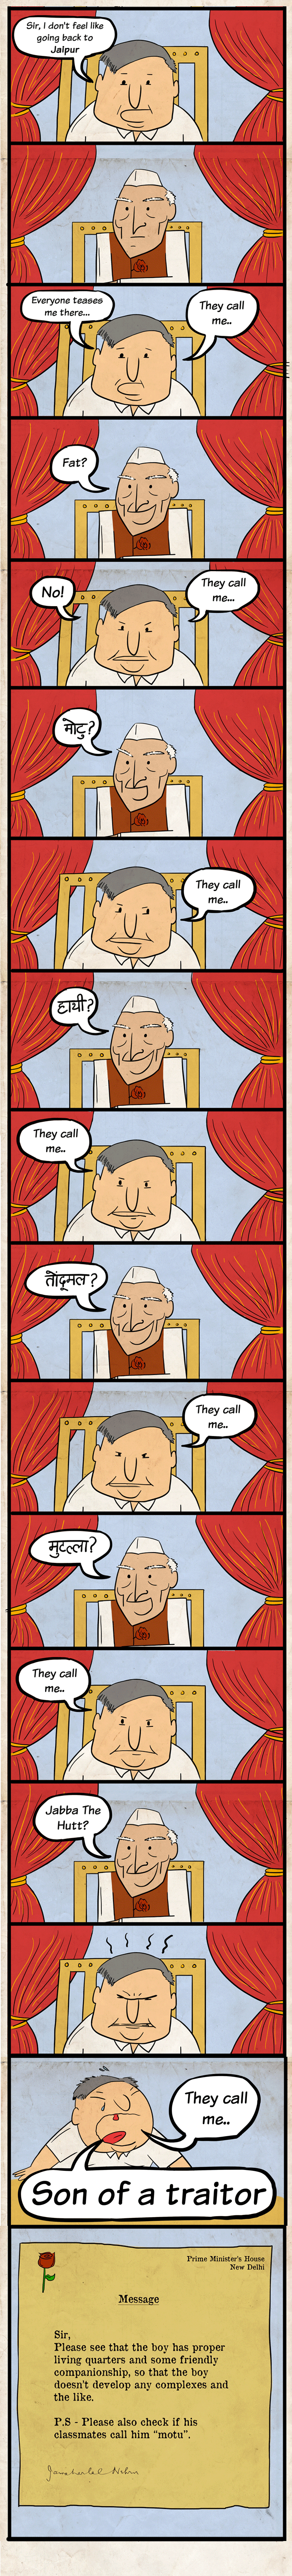 Sir, I don't feel like
going back to
Jaipur
Everyone teases
me there...
They call
me..
Fat?
No!
They call
me...
मोटु?
They call
me..
हाथी?
They call
me..
तोंदूमल?
They call
me..
मुटल्ला?
They call
me..
Jabba The
Hutt?
They call
me..
Son of a traitor
Prime Minister's House
New Delhi
Message
Sir,
Please see that the boy has proper
living quarters and some friendly
companionship, so that the boy
doesn't develop any complexes and
the like.
P.S - Please also check if his
classmates call him "motu".
Jawaharlal Nehru